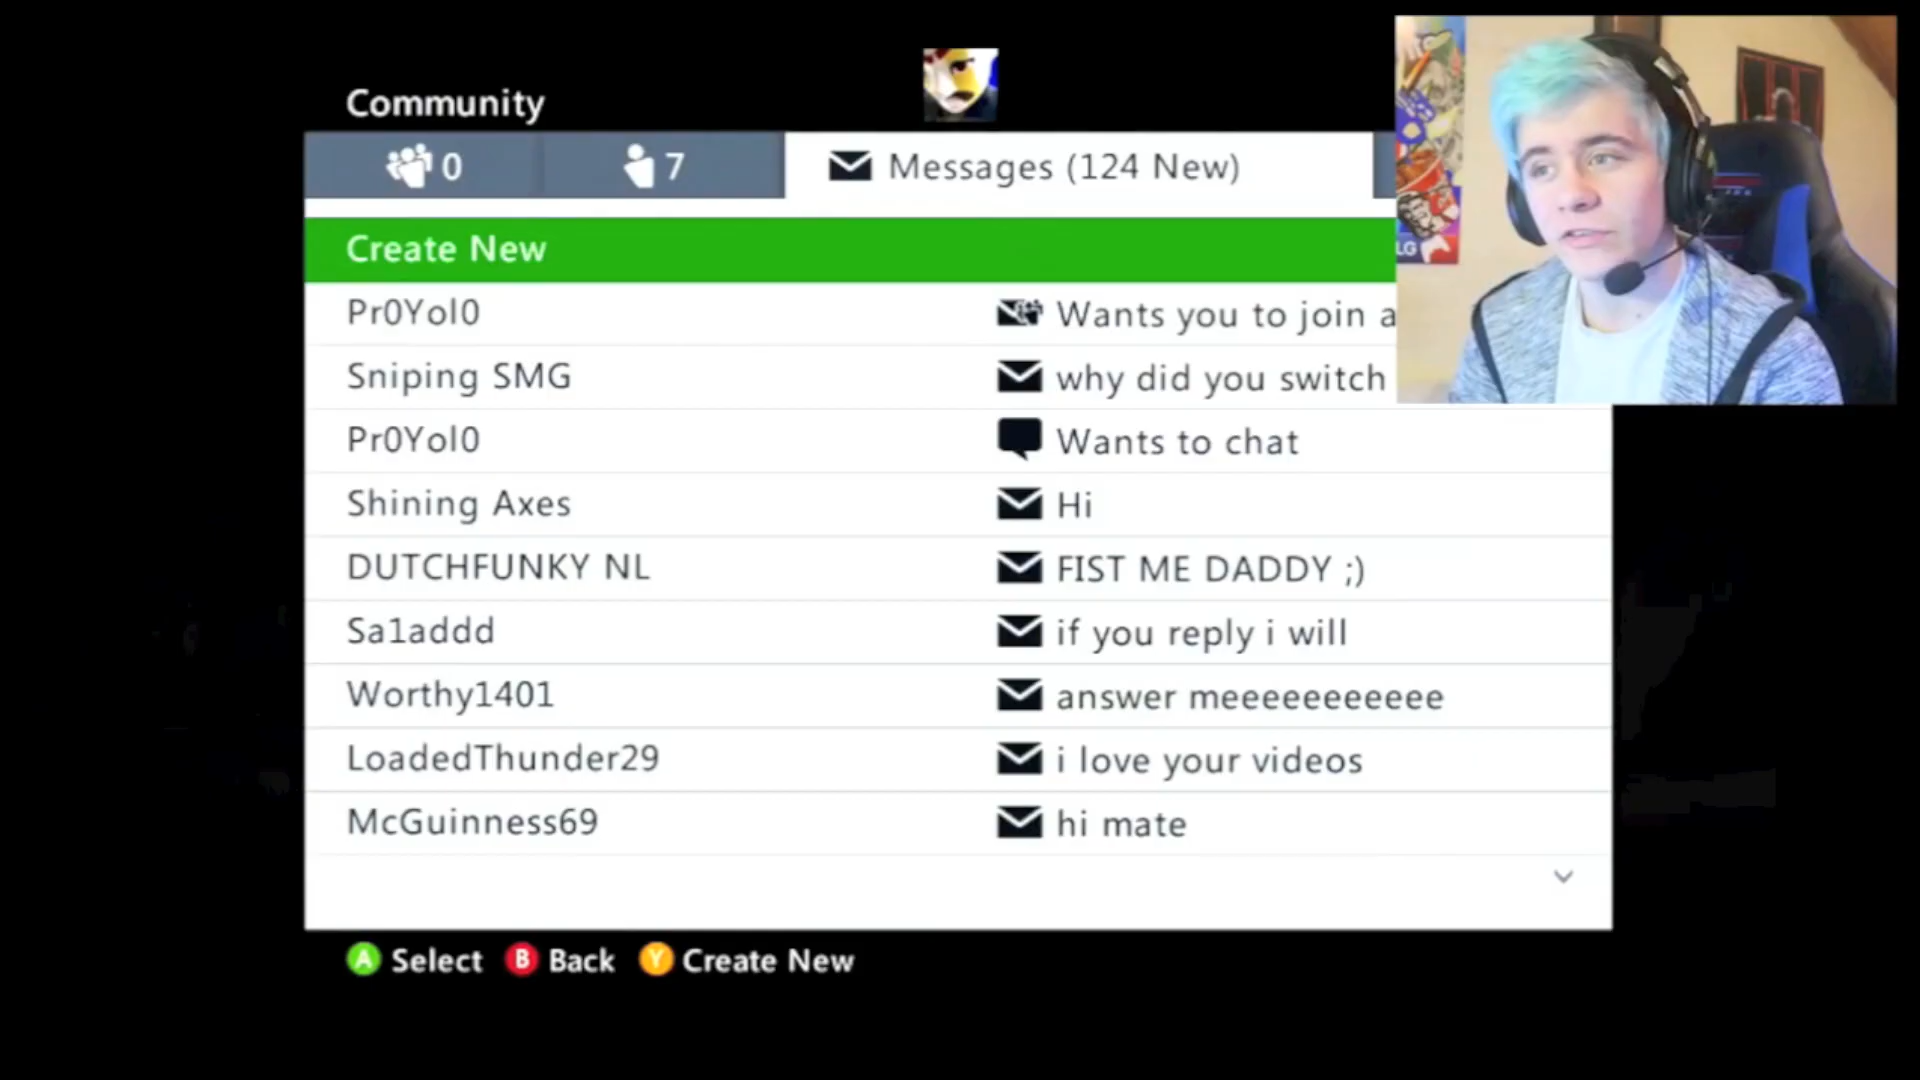 Community
0
7
Messages (124 New)
Create New
Pr0Yol0
Wants you to join a
Sniping SMG
why did you switch
Pr0Yol0
Wants to chat
Shining Axes
Hi
DUTCHFUNKY NL
FIST ME DADDY ;)
Sa1addd
if you reply i will
Worthy1401
answer meeeeeeeeeee
LoadedThunder29
i love your videos
McGuinness69
hi mate
A Select B Back Y Create New
LG